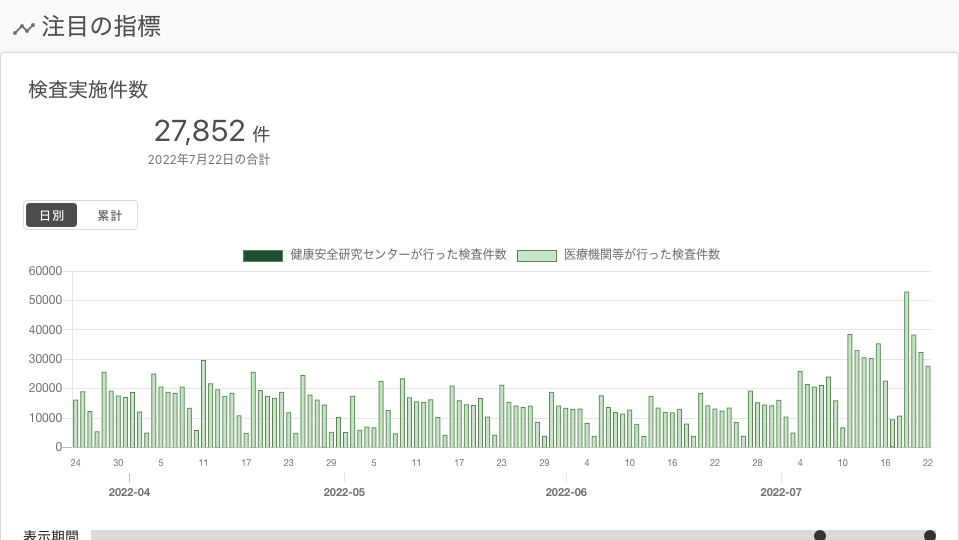 注目の指標
検査実施件数
27,852 件
2022年7月22日の合計
日別 累計
健康安全研究センターが行った検査件数 医療機関等が行った検査件数
60000
50000
40000
30000
20000
10000
0
24 30 5 11 17 23 29 5 11 17 23 29 4 10 16 22 28 4 10 16 22
2022-04 2022-05 2022-06 2022-07
表示期間